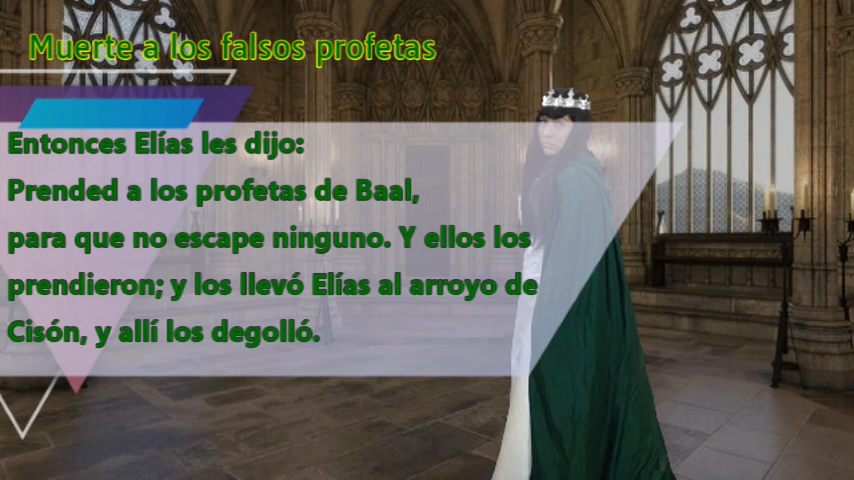 Muerte a los falsos profetas
Entonces Elías les dijo:
Prended a los profetas de Baal,
para que no escape ninguno. Y ellos los
prendieron; y los llevó Elías al arroyo de
Cisón, y allí los degolló.